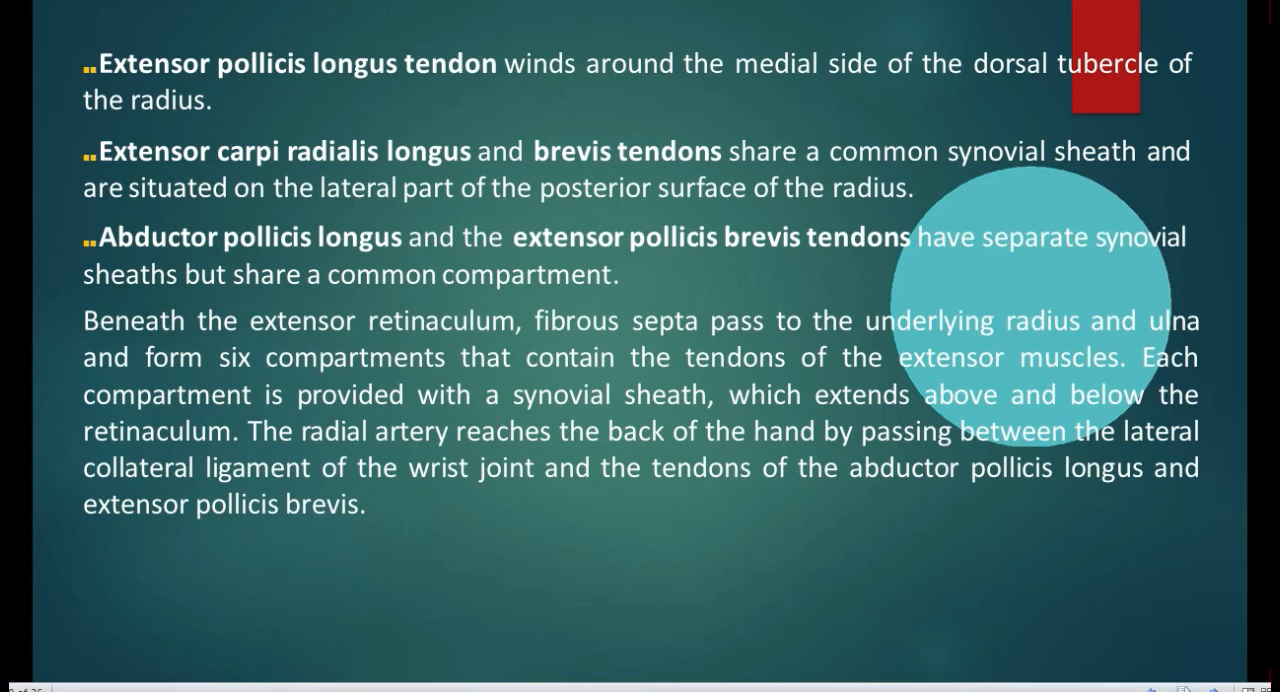 Extensor pollicis longus tendon winds around the medial side of the dorsal tubercle of
the radius.
Extensor carpi radialis longus and brevis tendons share a common synovial sheath and
are situated on the lateral part of the posterior surface of the radius.
Abductor pollicis longus and the extensor pollicis brevis tendons have separate synovial
sheaths but share a common compartment.
Beneath the extensor retinaculum, fibrous septa pass to the underlying radius and ulna
and form six compartments that contain the tendons of the extensor muscles. Each
compartment is provided with a synovial sheath, which extends above and below the
retinaculum. The radial artery reaches the back of the hand by passing between the lateral
collateral ligament of the wrist joint and the tendons of the abductor pollicis longus and
extensor pollicis brevis.